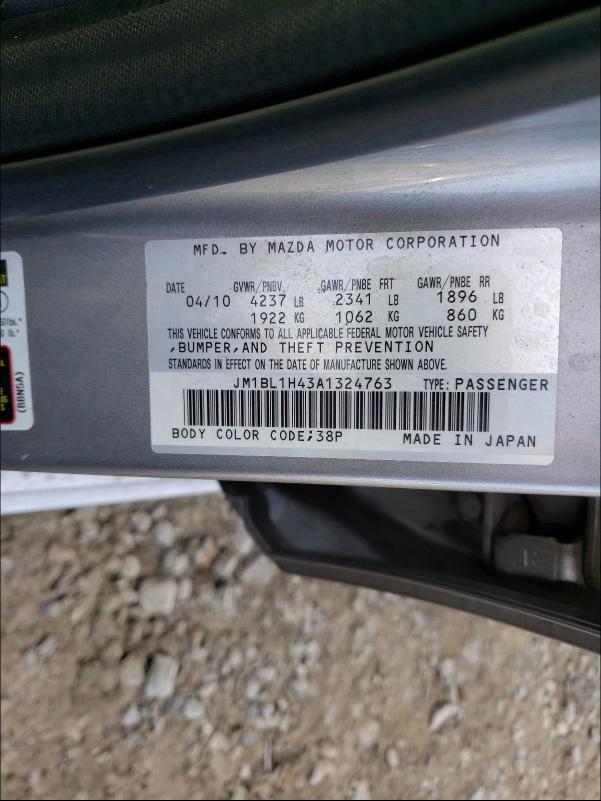 MFD. BY MAZDA MOTOR CORPORATION
DATE GVWR/PNBV GAWR/PNBE FRT GAWR/PNBE RR
04/10 4237 LB 2341 LB 1896 LB
1922 KG 1062 KG 860 KG
THIS VEHICLE CONFORMS TO ALL APPLICABLE FEDERAL MOTOR VEHICLE SAFETY
,BUMPER,AND THEFT PREVENTION
STANDARDS IN EFFECT ON THE DATE OF MANUFACTURE SHOWN ABOVE.
JM1BL1H43A1324763 TYPE: PASSENGER
BODY COLOR CODE;38P MADE IN JAPAN
(BBN5A)